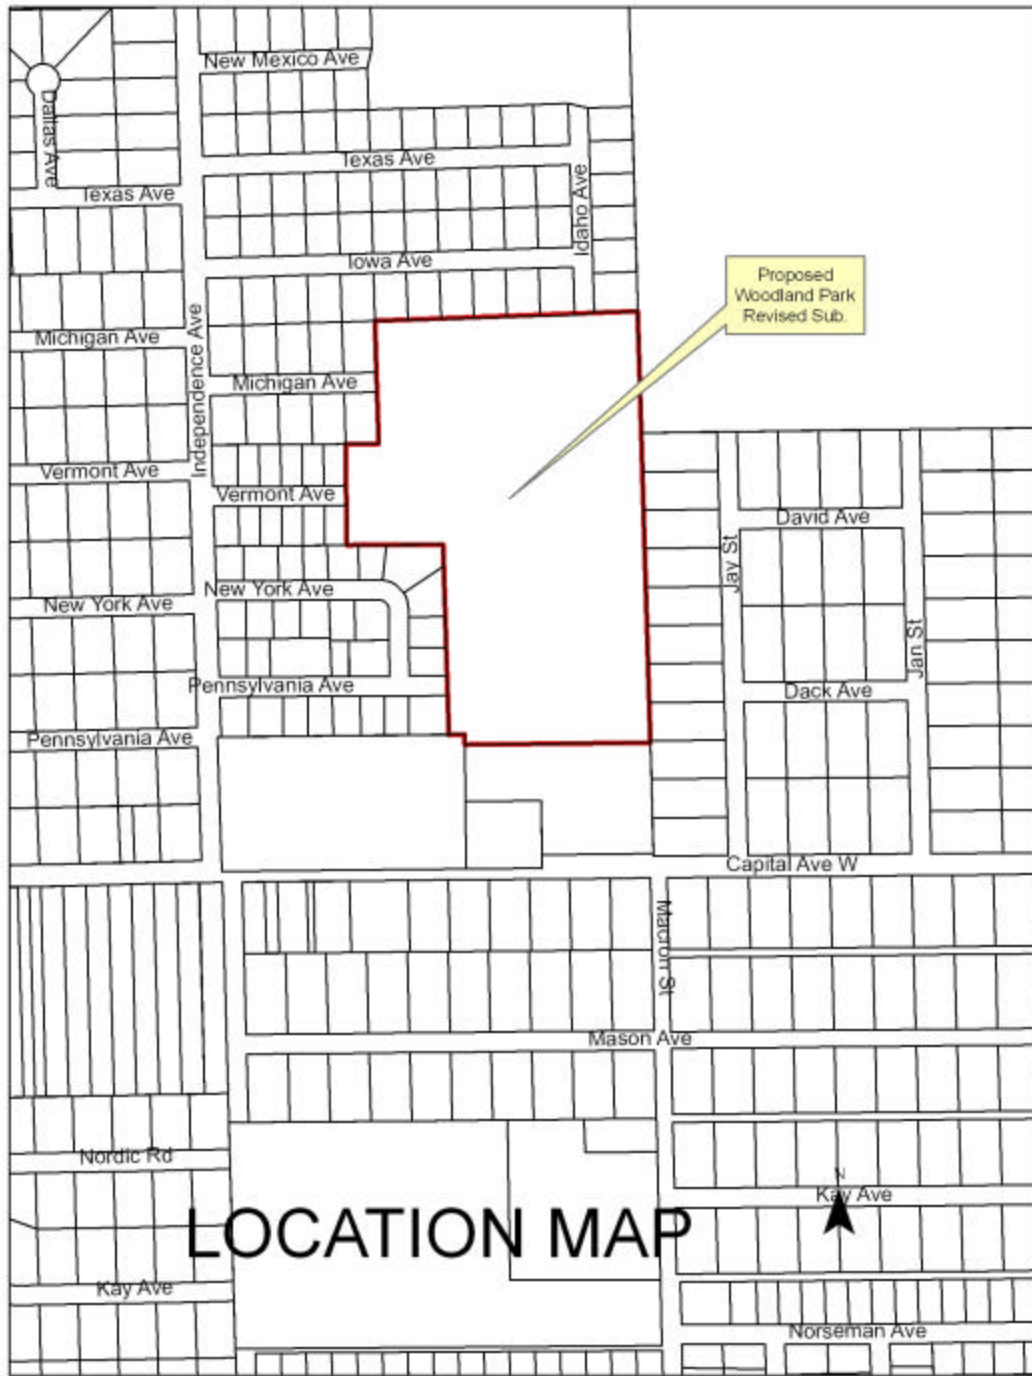 New Mexico Ave
Dallas Ave
Texas Ave
Texas Ave
Idaho Ave
Iowa Ave
Proposed
Woodland Park
Revised Sub.
Independence Ave
Michigan Ave
Michigan Ave
Vermont Ave
Vermont Ave
David Ave
Jay St
New York Ave
New York Ave
Jan St
Pennsylvania Ave
Dack Ave
Pennsylvania Ave
Capital Ave W
Macron St
Mason Ave
Nordic Rd
N
Kay Ave
LOCATION MAP
Kay Ave
Norseman Ave